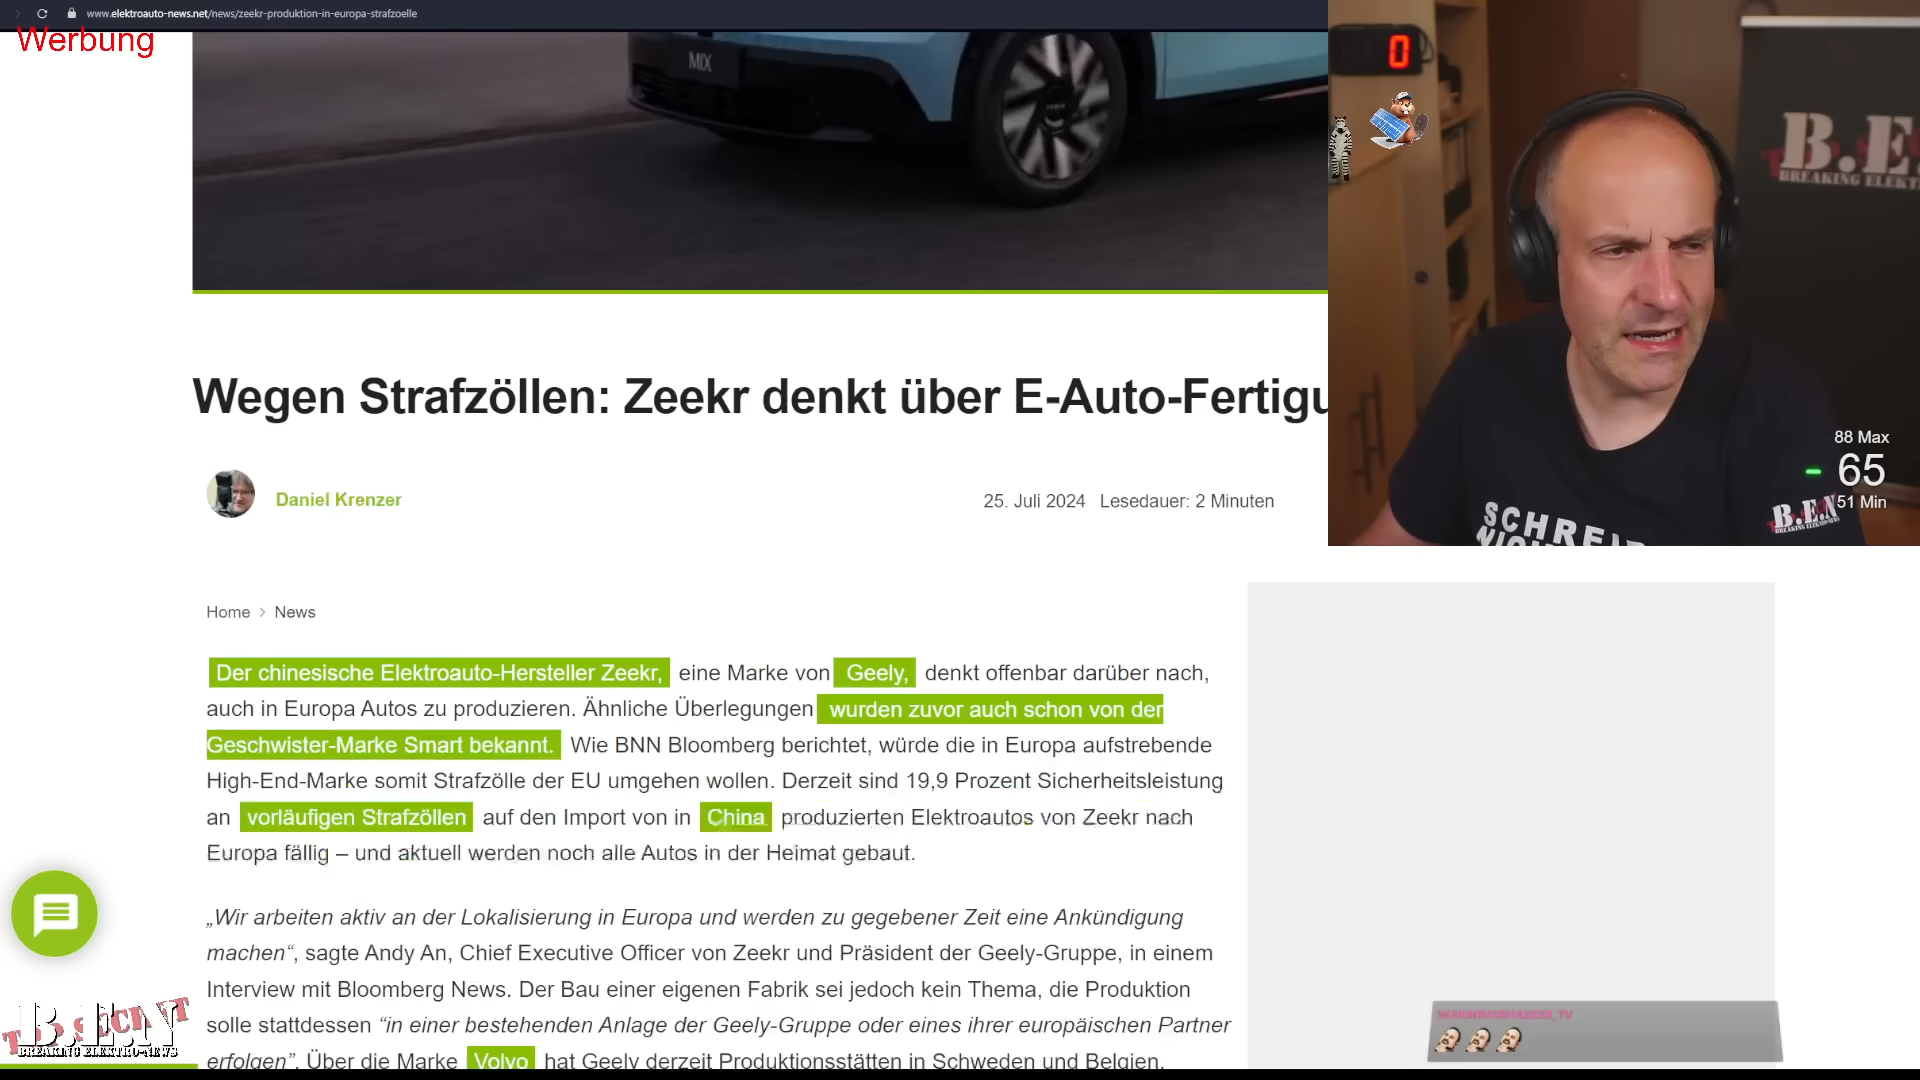 www.elektroauto-news.net/news/zeekr-produktion-in-europa-strafzoelle
Werbung
MIX
0
B.E.
BREAKING ELEKT
Wegen Strafzöllen: Zeekr denkt über E-Auto-Fertigu
88 Max
65
51 Min
Daniel Krenzer
25. Juli 2024 Lesedauer: 2 Minuten
SCHREI
B.E.N
BREAKING ELEKTRO-NEWS
Home > News
Der chinesische Elektroauto-Hersteller Zeekr, eine Marke von Geely, denkt offenbar darüber nach,
auch in Europa Autos zu produzieren. Ähnliche Überlegungen wurden zuvor auch schon von der
Geschwister-Marke Smart bekannt. Wie BNN Bloomberg berichtet, würde die in Europa aufstrebende
High-End-Marke somit Strafzölle der EU umgehen wollen. Derzeit sind 19,9 Prozent Sicherheitsleistung
an vorläufigen Strafzöllen auf den Import von in China produzierten Elektroautos von Zeekr nach
Europa fällig – und aktuell werden noch alle Autos in der Heimat gebaut.
„Wir arbeiten aktiv an der Lokalisierung in Europa und werden zu gegebener Zeit eine Ankündigung
machen“, sagte Andy An, Chief Executive Officer von Zeekr und Präsident der Geely-Gruppe, in einem
Interview mit Bloomberg News. Der Bau einer eigenen Fabrik sei jedoch kein Thema, die Produktion
solle stattdessen “in einer bestehenden Anlage der Geely-Gruppe oder eines ihrer europäischen Partner
erfolgen”. Über die Marke Volvo hat Geely derzeit Produktionsstätten in Schweden und Belgien.
B.E.N
BREAKING ELEKTRO-NEWS